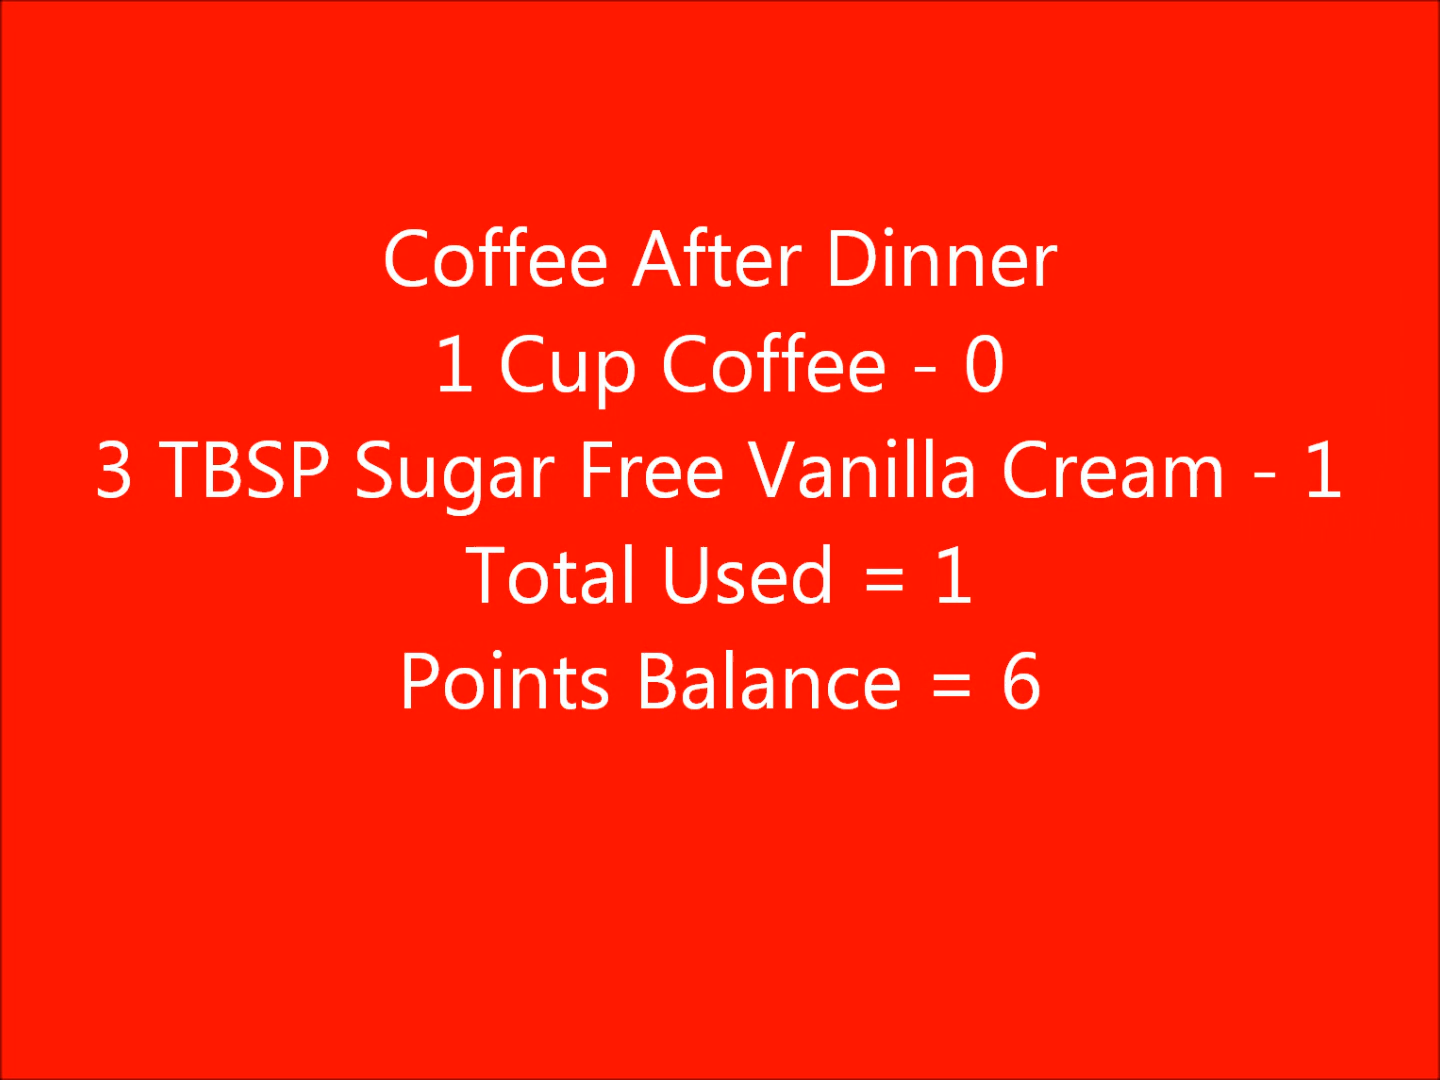 Coffee After Dinner
1 Cup Coffee - 0
3 TBSP Sugar Free Vanilla Cream - 1
Total Used = 1
Points Balance = 6